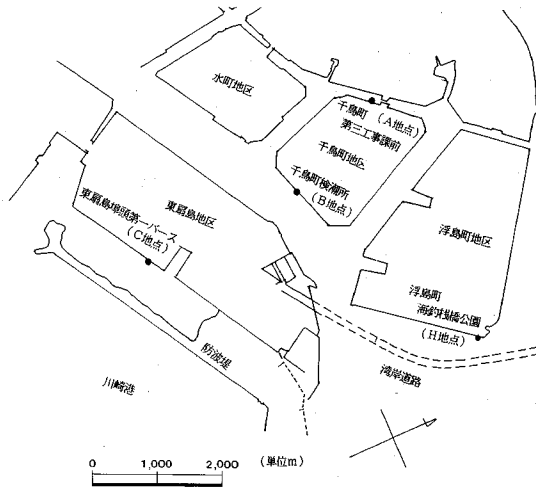 水町地区
千鳥町 (A地点)
第三工事課前
千鳥町地区
千鳥町検潮所
(B地点)
東扇島地区
東扇島埠頭第一バース
(C地点)
浮島町地区
浮島町
海釣桟橋公園
(H地点)
防波堤
湾岸道路
川崎港
0 1,000 2,000 (単位m)